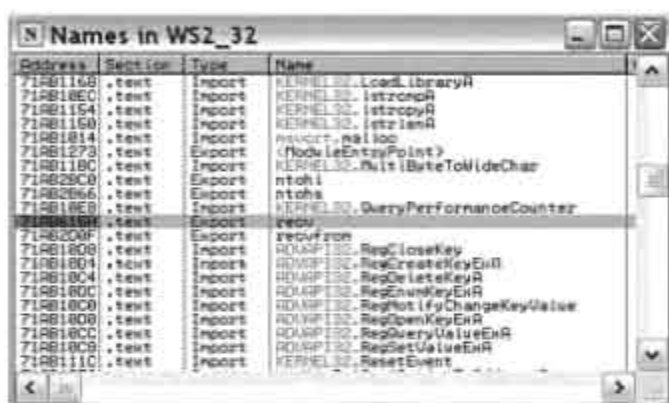 Names in WS2_32
Address Section Type Name
71AB1168 .text Import KERNEL32.LoadLibraryA
71AB10EC .text Import KERNEL32.lstrcmpA
71AB1154 .text Import KERNEL32.lstrcpyA
71AB1150 .text Import KERNEL32.lstrlenA
71AB1014 .text Import msvcrt.malloc
71AB1273 .text Export <ModuleEntryPoint>
71AB110C .text Import KERNEL32.MultiByteToWideChar
71AB2BC0 .text Export ntohl
71AB2B66 .text Export ntohs
71AB10E8 .text Import KERNEL32.QueryPerformanceCounter
.text Export recv
71AB2D0F .text Export recvfrom
71AB10D8 .text Import ADVAPI32.RegCloseKey
71AB10D4 .text Import ADVAPI32.RegCreateKeyExA
71AB10C4 .text Import ADVAPI32.RegDeleteKeyA
71AB10DC .text Import ADVAPI32.RegEnumKeyExA
71AB10C0 .text Import ADVAPI32.RegNotifyChangeKeyValue
71AB10D0 .text Import ADVAPI32.RegOpenKeyExA
71AB10CC .text Import ADVAPI32.RegQueryValueExA
71AB10C8 .text Import ADVAPI32.RegSetValueExA
71AB111C .text Import KERNEL32.ResetEvent